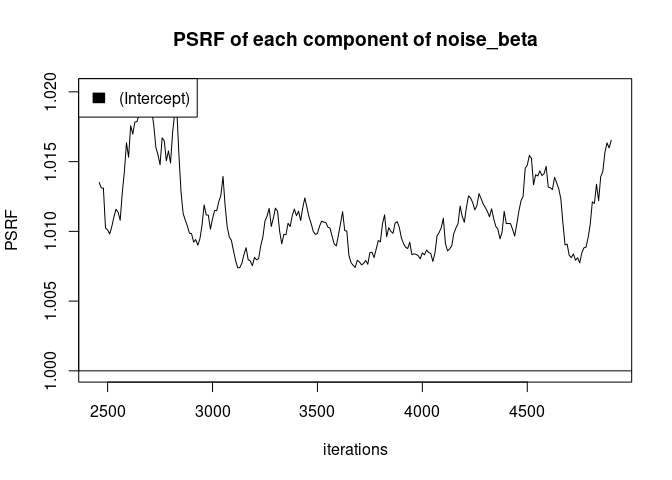 PSRF of each component of noise_beta
(Intercept)
1.020
1.015
1.010
1.005
1.000
PSRF
2500 3000 3500 4000 4500
iterations